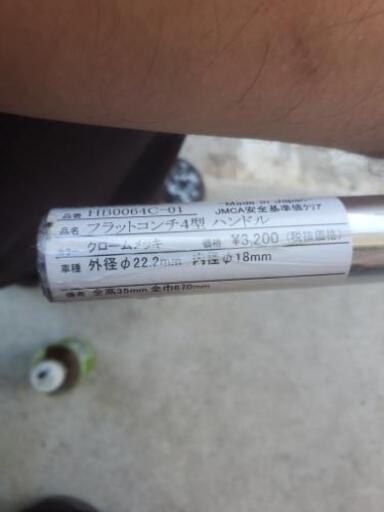 品番 HB0064C-01 Made in Japan
品名 フラットコンチ4型 ハンドル JMCA安全基準値クリア
カラー クロームメッキ 価格 ¥3,200 (税抜価格)
車種 外径φ22.2mm 内径φ18mm
備考 全高35mm 全巾670mm